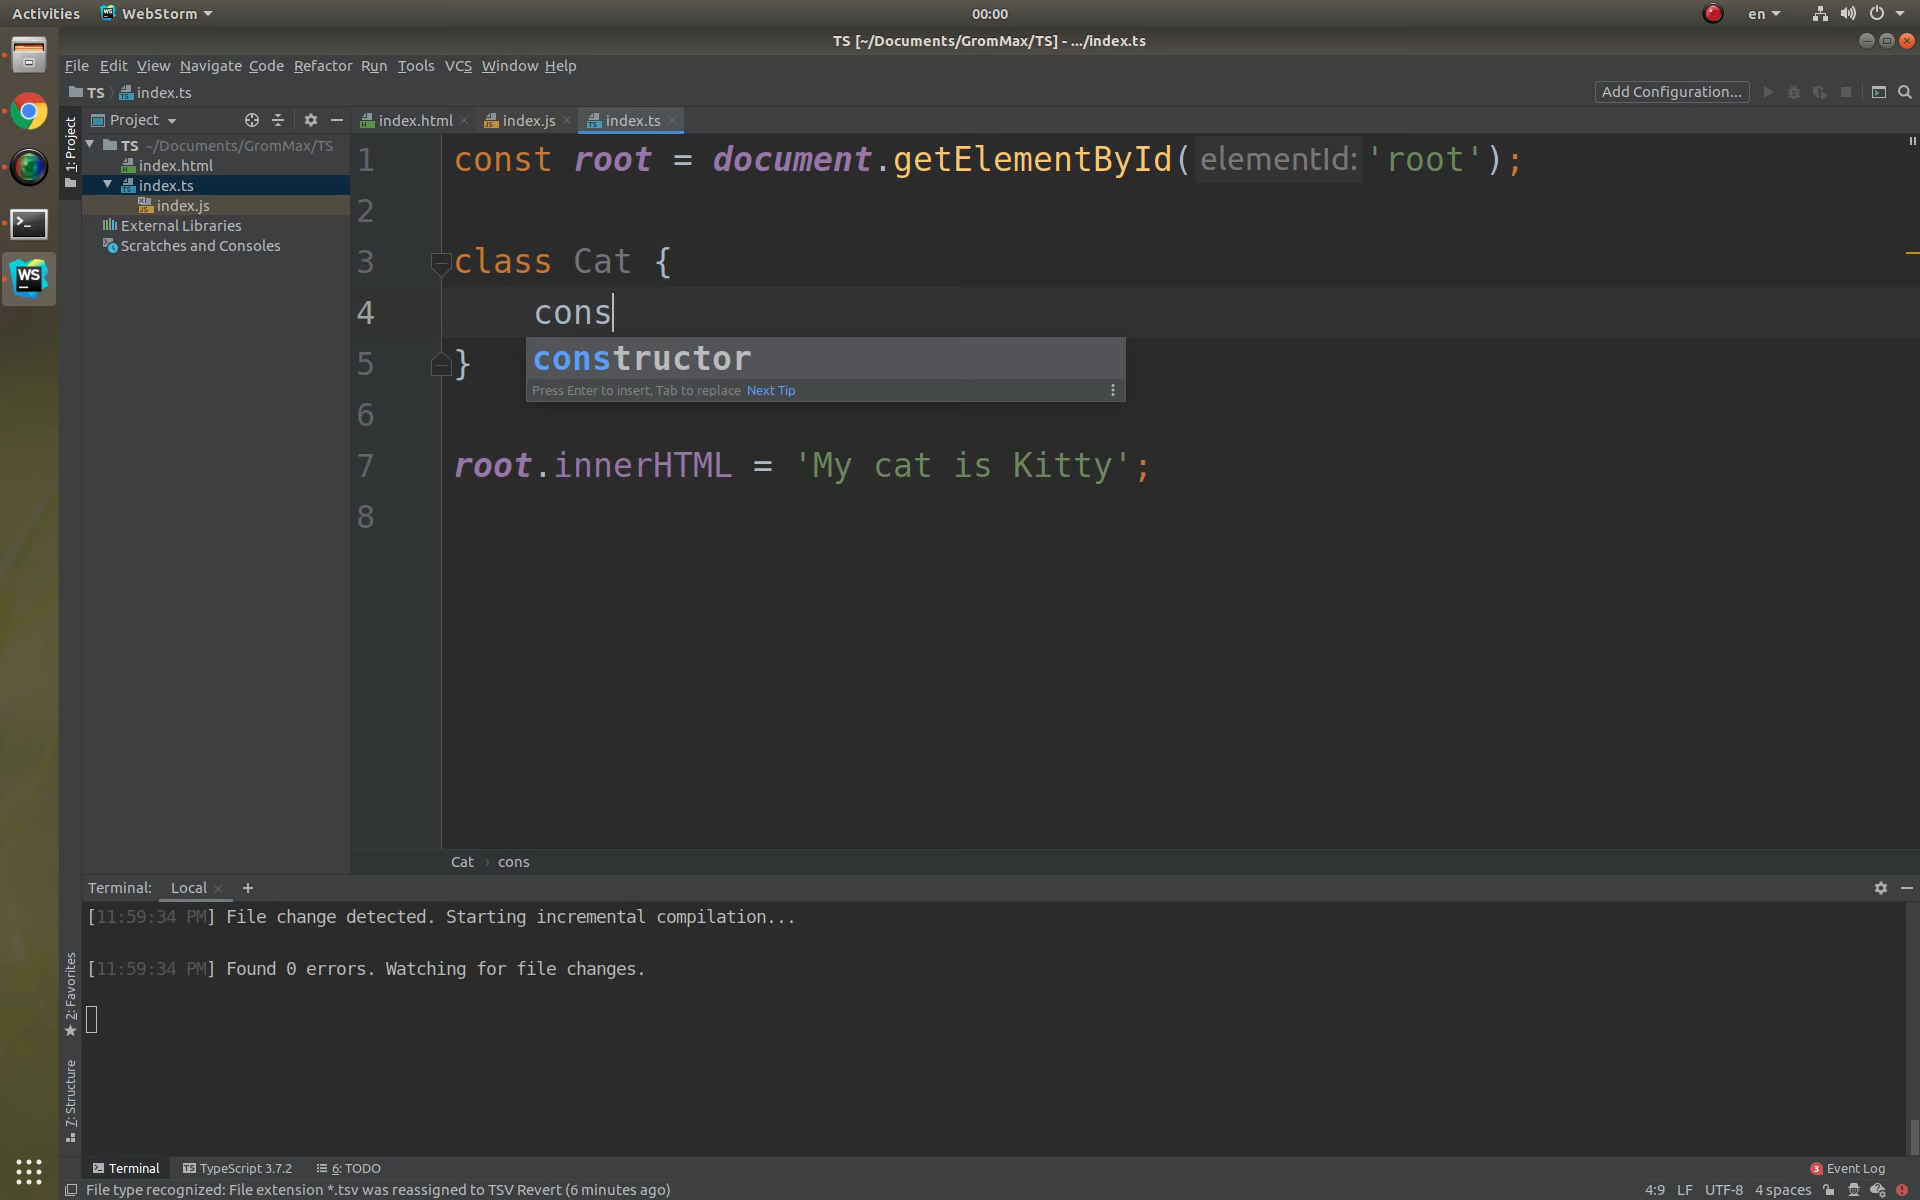 Activities WebStorm 00:00 en
TS [~/Documents/GromMax/TS] - .../index.ts
File Edit View Navigate Code Refactor Run Tools VCS Window Help
TS index.ts Add Configuration...
1: Project
Project
index.html index.js index.ts
TS ~/Documents/GromMax/TS
index.html
index.ts
index.js
External Libraries
Scratches and Consoles
1 const root = document.getElementById( elementId: 'root');
2
3 class Cat {
4 cons
constructor
Press Enter to insert, Tab to replace Next Tip
5 }
6
7 root.innerHTML = 'My cat is Kitty';
8
Cat › cons
Terminal: Local +
[11:59:34 PM] File change detected. Starting incremental compilation...
[11:59:34 PM] Found 0 errors. Watching for file changes.
2: Favorites
7: Structure
Terminal TypeScript 3.7.2 6: TODO 3 Event Log
File type recognized: File extension *.tsv was reassigned to TSV Revert (6 minutes ago) 4:9 LF UTF-8 4 spaces